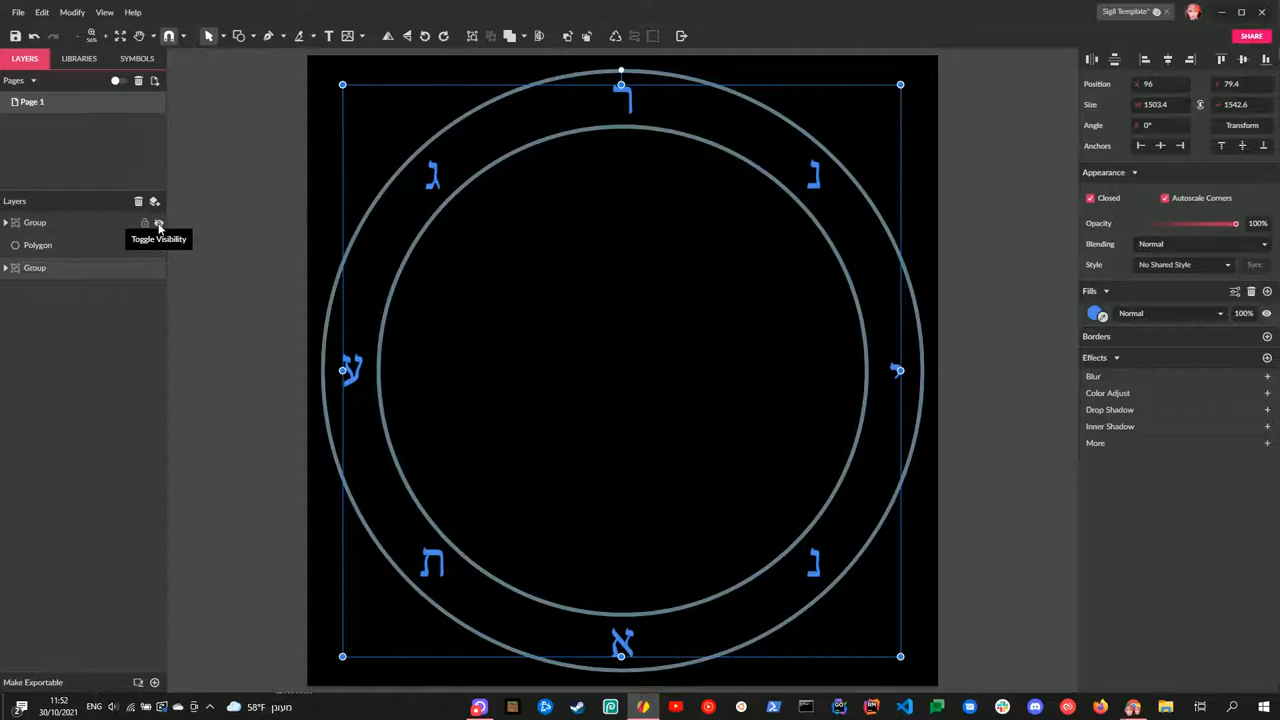 File Edit Modify View Help
Sigil Template*
56%
SHARE
LAYERS LIBRARIES SYMBOLS
Pages
Page 1
Layers
Group
Toggle Visibility
Polygon
Group
ר
ג
נ
ש
י
ת
נ
א
Position X 96 Y 79.4
Size W 1503.4 H 1542.6
Angle R 0° Transform
Anchors
Appearance
Closed Autoscale Corners
Opacity 100%
Blending Normal
Style No Shared Style Sync
Fills
Normal 100%
Borders
Effects
Blur
Color Adjust
Drop Shadow
Inner Shadow
More
Make Exportable
11:52
30/10/2021
ENG
58°F
מעונן